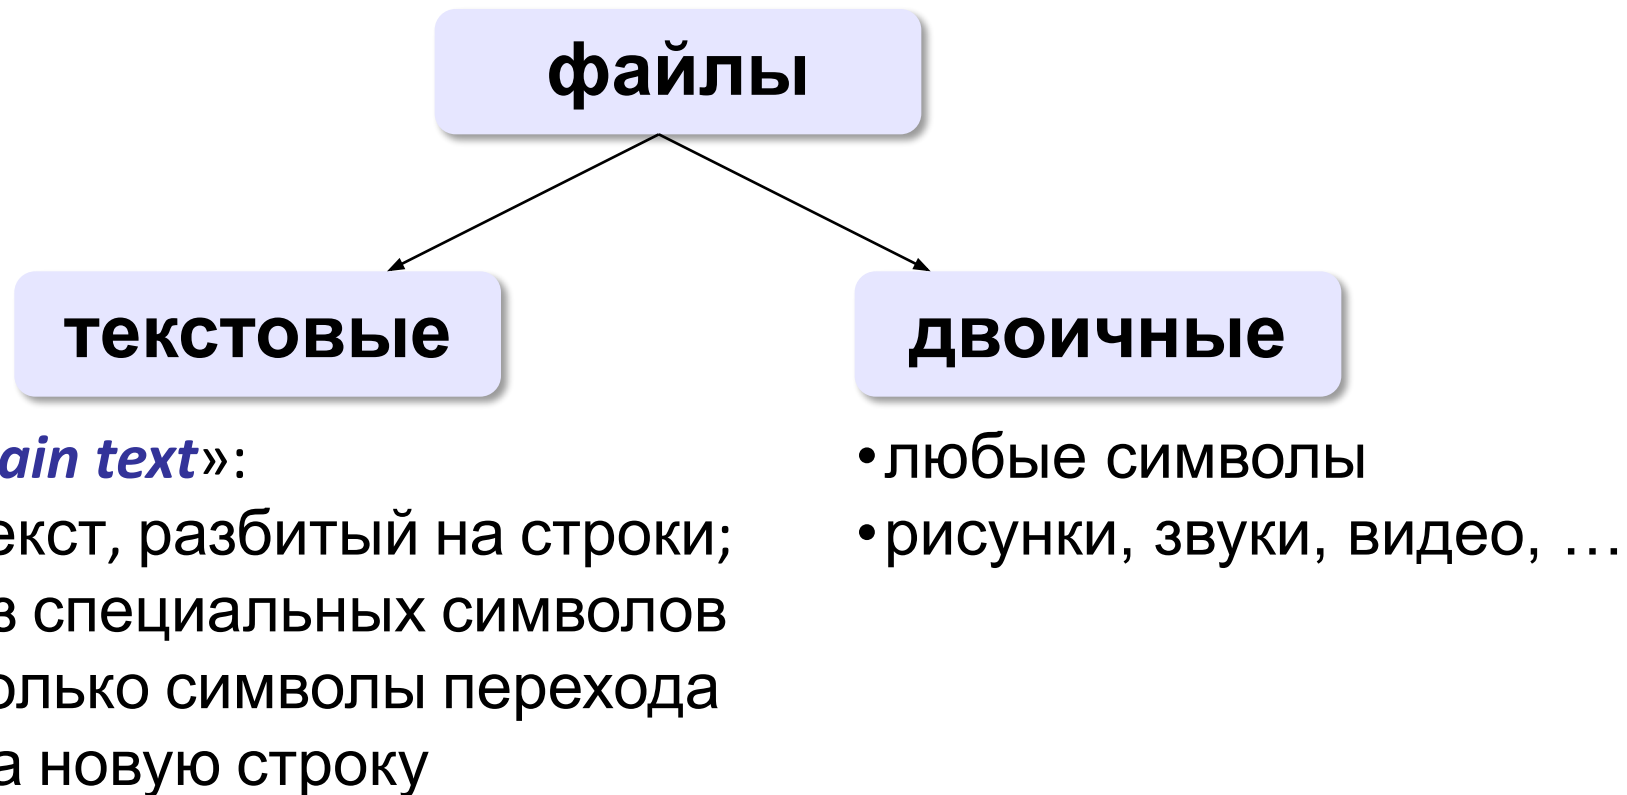 файлы
текстовые
двоичные
ain text»:
екст, разбитый на строки;
з специальных символов
олько символы перехода
а новую строку
•любые символы
•рисунки, звуки, видео, …